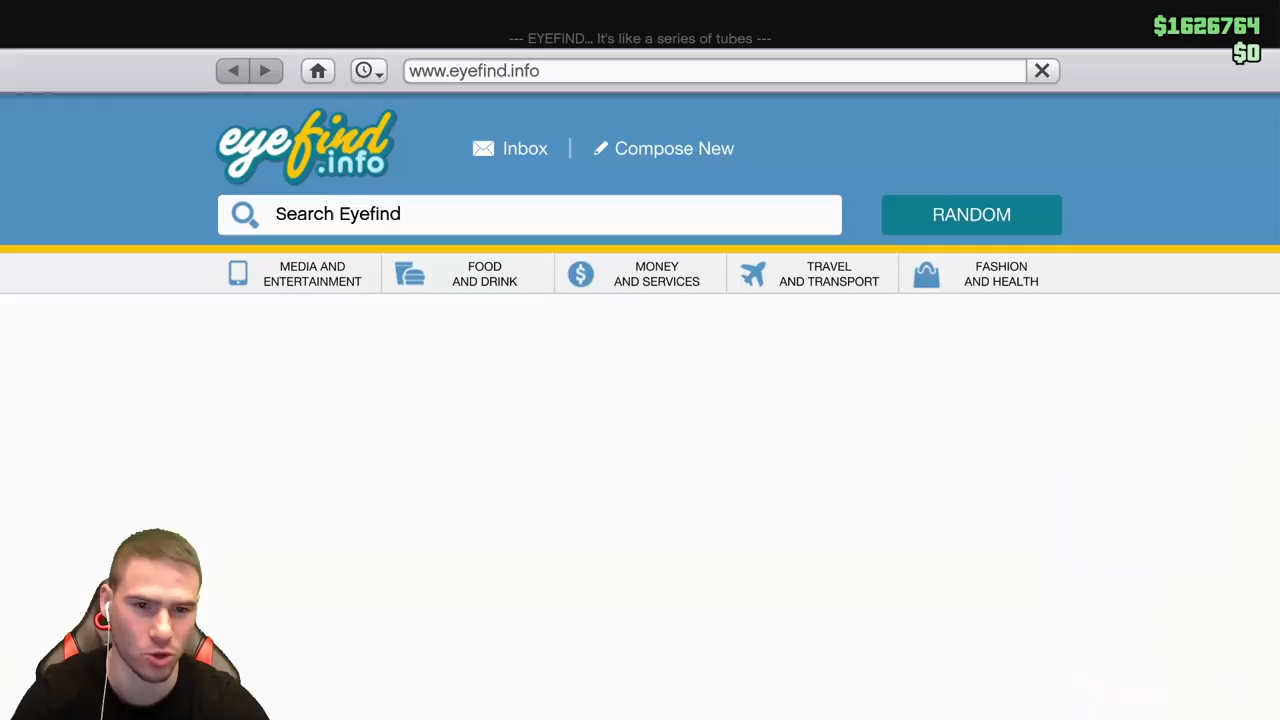 $1626764
--- EYEFIND... It's like a series of tubes ---
$0
www.eyefind.info
eyefind
.info
Inbox | Compose New
Search Eyefind
RANDOM
MEDIA AND
ENTERTAINMENT
FOOD
AND DRINK
MONEY
AND SERVICES
TRAVEL
AND TRANSPORT
FASHION
AND HEALTH